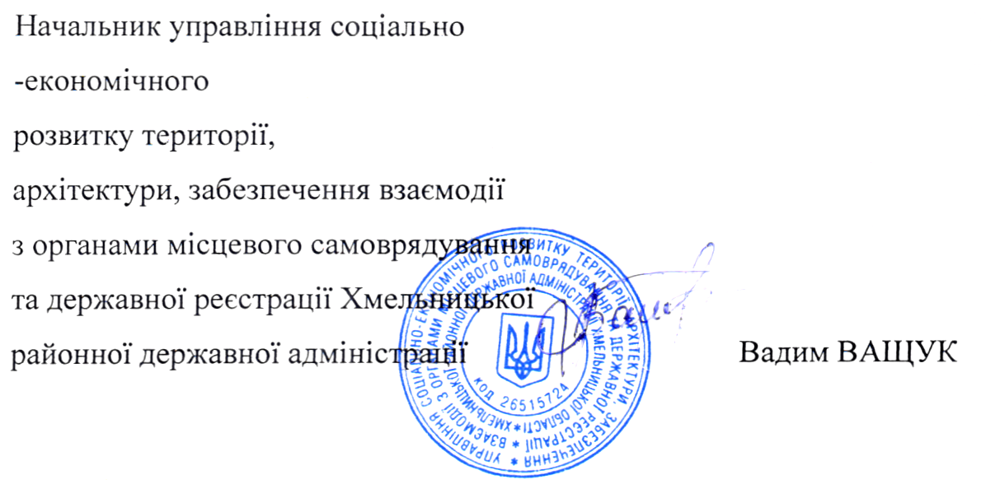 Начальник управління соціально
-економічного
розвитку території,
архітектури, забезпечення взаємодії
з органами місцевого самоврядування
та державної реєстрації Хмельницької
районної державної адміністрації
Вадим ВАЩУК
УПРАВЛІННЯ СОЦІАЛЬНО-ЕКОНОМІЧНОГО РОЗВИТКУ ТЕРИТОРІЇ, АРХІТЕКТУРИ, ЗАБЕЗПЕЧЕННЯ *
ВЗАЄМОДІЇ З ОРГАНАМИ МІСЦЕВОГО САМОВРЯДУВАННЯ ТА ДЕРЖАВНОЇ РЕЄСТРАЦІЇ *
ХМЕЛЬНИЦЬКОЇ РАЙОННОЇ ДЕРЖАВНОЇ АДМІНІСТРАЦІЇ ХМЕЛЬНИЦЬКОЇ ОБЛАСТІ *
КОД 26515724